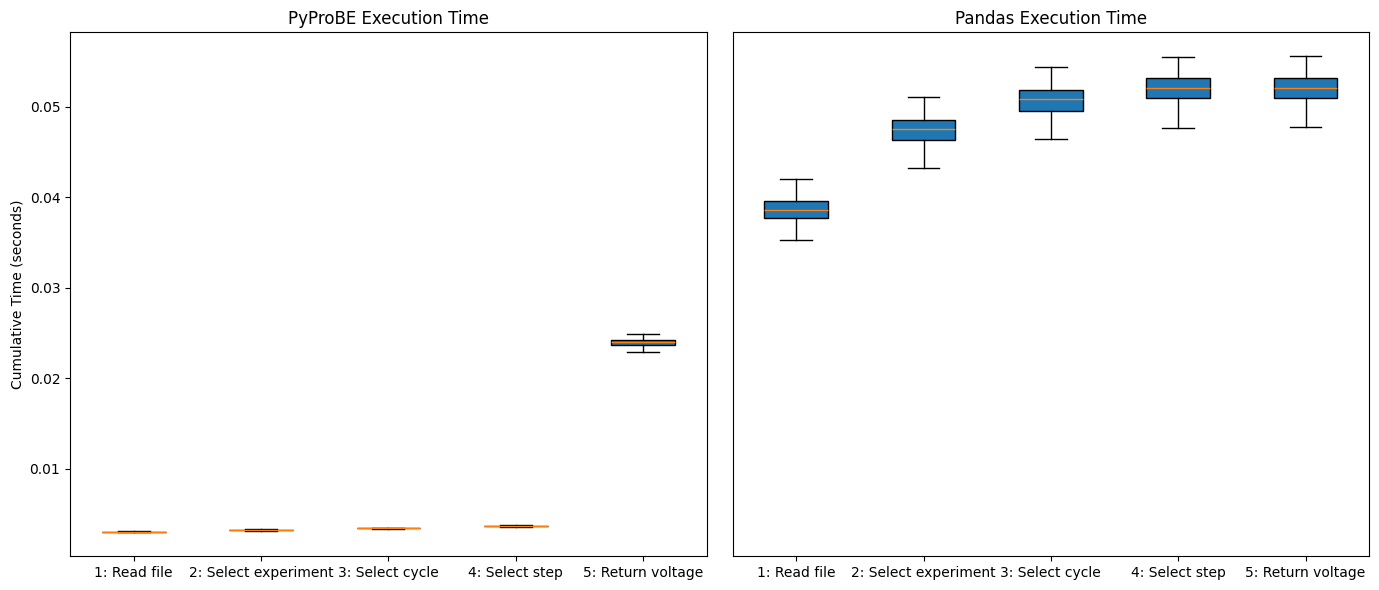 PyProBE Execution Time
Pandas Execution Time
Cumulative Time (seconds)
0.05
0.04
0.03
0.02
0.01
1: Read file
2: Select experiment
3: Select cycle
4: Select step
5: Return voltage
1: Read file
2: Select experiment
3: Select cycle
4: Select step
5: Return voltage